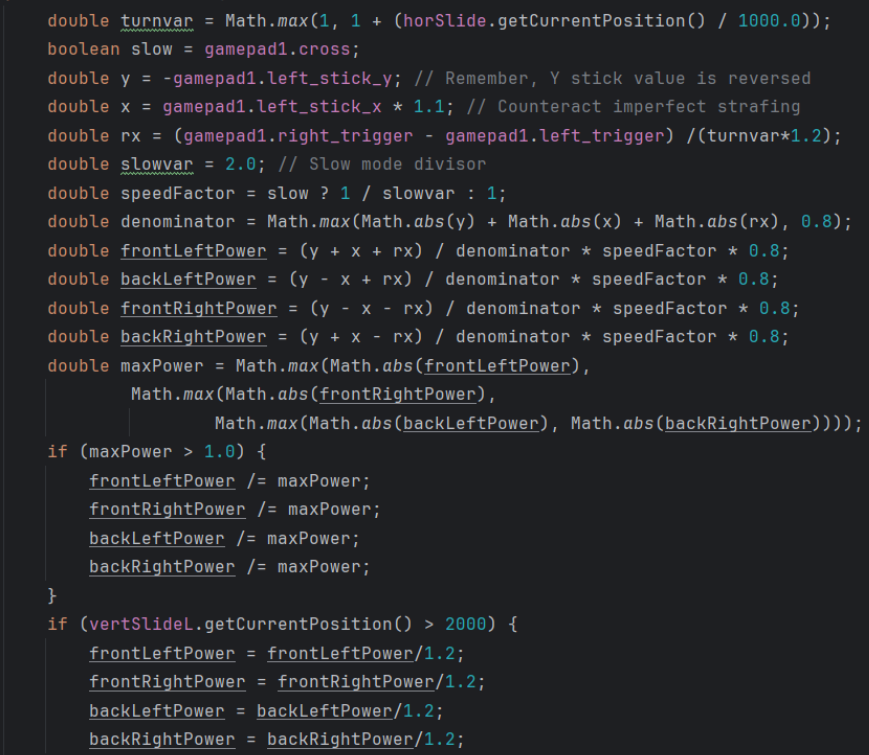 double turnvar = Math.max(1, 1 + (horSlide.getCurrentPosition() / 1000.0));
boolean slow = gamepad1.cross;
double y = -gamepad1.left_stick_y; // Remember, Y stick value is reversed
double x = gamepad1.left_stick_x * 1.1; // Counteract imperfect strafing
double rx = (gamepad1.right_trigger - gamepad1.left_trigger) /(turnvar*1.2);
double slowvar = 2.0; // Slow mode divisor
double speedFactor = slow ? 1 / slowvar : 1;
double denominator = Math.max(Math.abs(y) + Math.abs(x) + Math.abs(rx), 0.8);
double frontLeftPower = (y + x + rx) / denominator * speedFactor * 0.8;
double backLeftPower = (y - x + rx) / denominator * speedFactor * 0.8;
double frontRightPower = (y - x - rx) / denominator * speedFactor * 0.8;
double backRightPower = (y + x - rx) / denominator * speedFactor * 0.8;
double maxPower = Math.max(Math.abs(frontLeftPower),
Math.max(Math.abs(frontRightPower),
Math.max(Math.abs(backLeftPower), Math.abs(backRightPower))));
if (maxPower > 1.0) {
frontLeftPower /= maxPower;
frontRightPower /= maxPower;
backLeftPower /= maxPower;
backRightPower /= maxPower;
}
if (vertSlideL.getCurrentPosition() > 2000) {
frontLeftPower = frontLeftPower/1.2;
frontRightPower = frontRightPower/1.2;
backLeftPower = backLeftPower/1.2;
backRightPower = backRightPower/1.2;